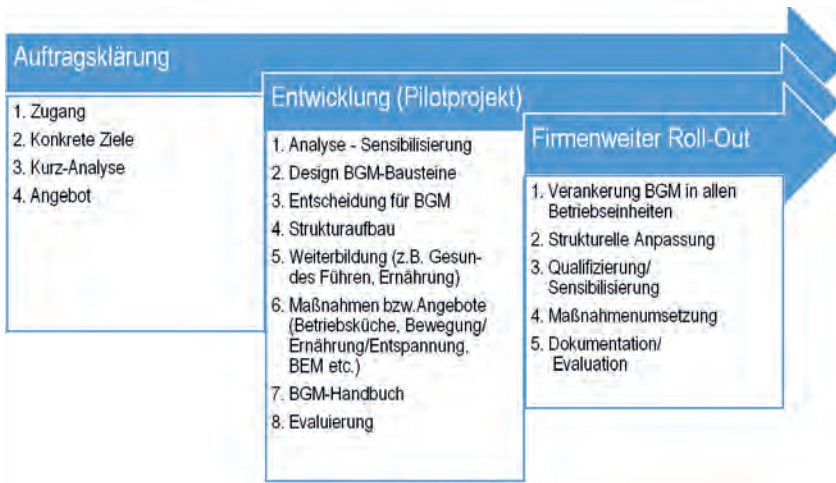 Auftragsklärung
1. Zugang
2. Konkrete Ziele
3. Kurz-Analyse
4. Angebot
Entwicklung (Pilotprojekt)
1. Analyse - Sensibilisierung
2. Design BGM-Bausteine
3. Entscheidung für BGM
4. Strukturaufbau
5. Weiterbildung (z.B. Gesun-
des Führen, Ernährung)
6. Maßnahmen bzw.Angebote
(Betriebsküche, Bewegung/
Ernährung/Entspannung,
BEM etc.)
7. BGM-Handbuch
8. Evaluierung
Firmenweiter Roll-Out
1. Verankerung BGM in allen
Betriebseinheiten
2. Strukturelle Anpassung
3. Qualifizierung/
Sensibilisierung
4. Maßnahmenumsetzung
5. Dokumentation/
Evaluation